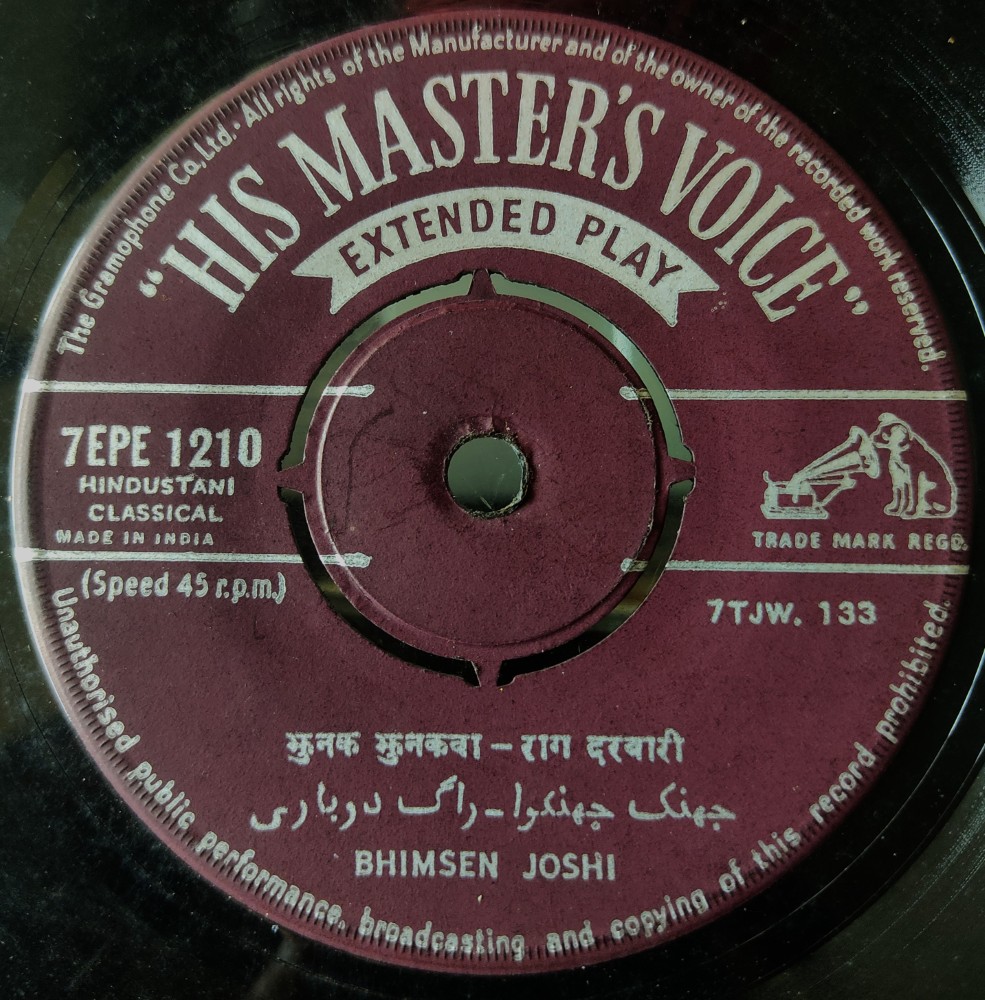 The Gramophone Co, Ltd. · All rights of the Manufacturer and of the owner of the recorded work reserved.
"HIS MASTER'S VOICE"
EXTENDED PLAY
7EPE 1210
HINDUSTANI
CLASSICAL
MADE IN INDIA
(Speed 45 r.p.m.)
TRADE MARK REGD.
7TJW. 133
झुनक झुनकवा – राग दरबारी
جھنک جھنکوا - راگ درباری
BHIMSEN JOSHI
Unauthorised public performance, broadcasting and copying of this record prohibited.